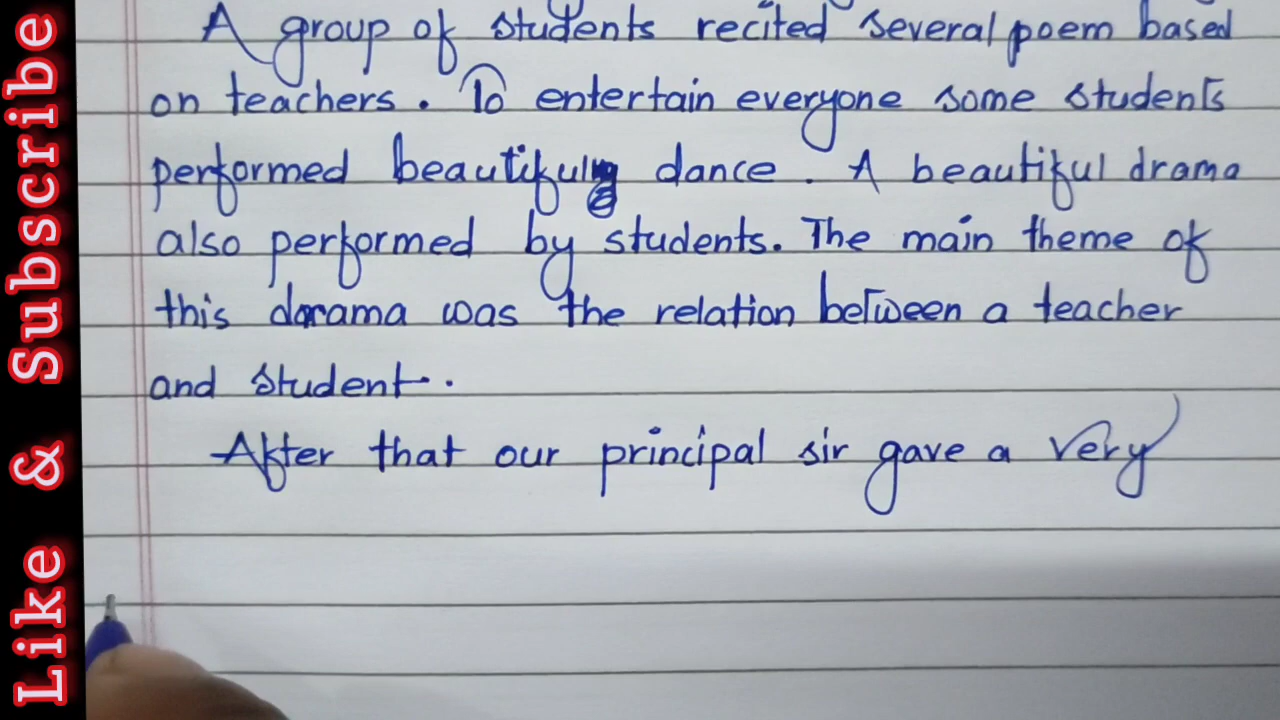 A group of students recited several poem based
on teachers. To entertain everyone some students
performed beautiful dance. A beautiful drama
also performed by students. The main theme of
this drama was the relation between a teacher
and student.
After that our principal sir gave a very
Like & Subscribe